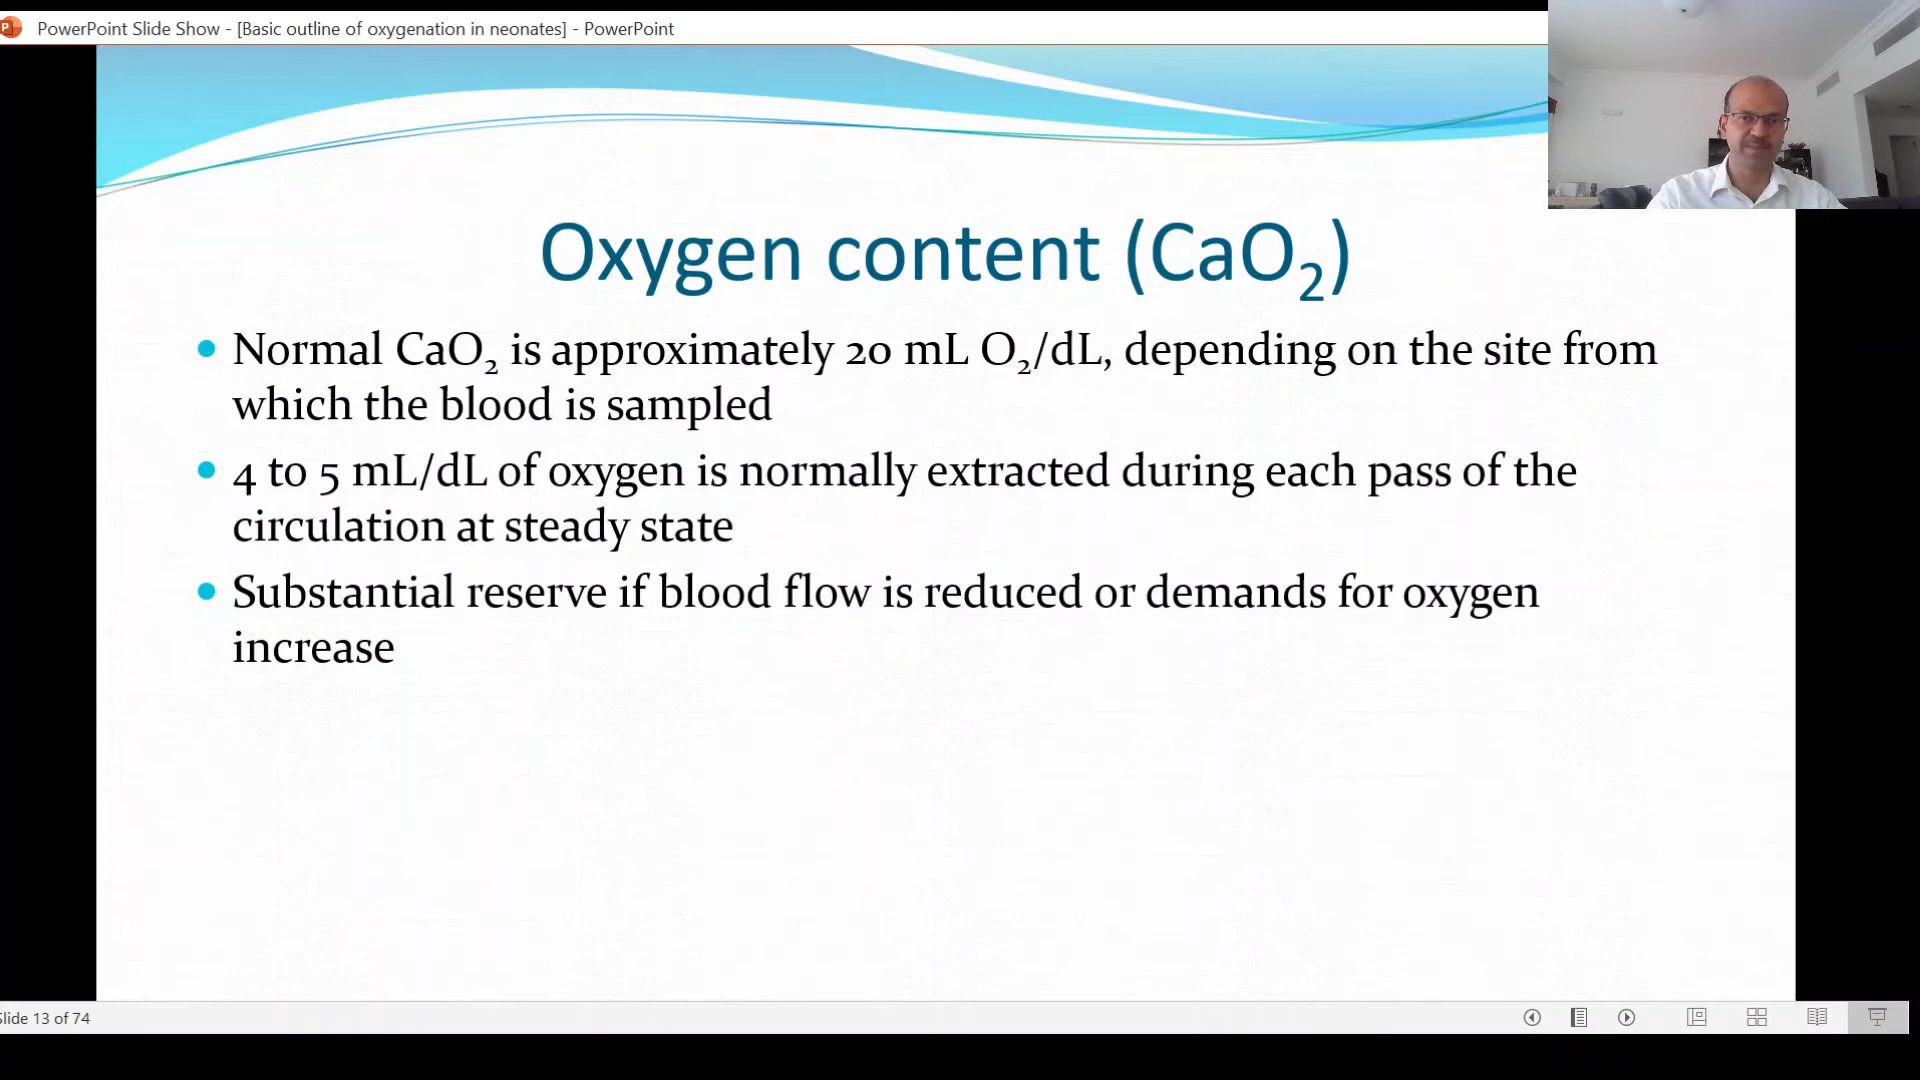 PowerPoint Slide Show - [Basic outline of oxygenation in neonates] - PowerPoint
Oxygen content (CaO₂)
• Normal CaO₂ is approximately 20 mL O₂/dL, depending on the site from
which the blood is sampled
• 4 to 5 mL/dL of oxygen is normally extracted during each pass of the
circulation at steady state
• Substantial reserve if blood flow is reduced or demands for oxygen
increase
Slide 13 of 74